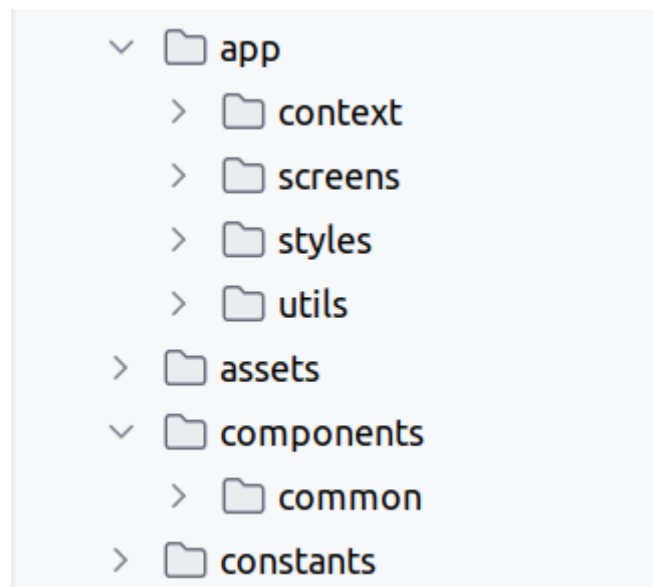 app
context
screens
styles
utils
assets
components
common
constants